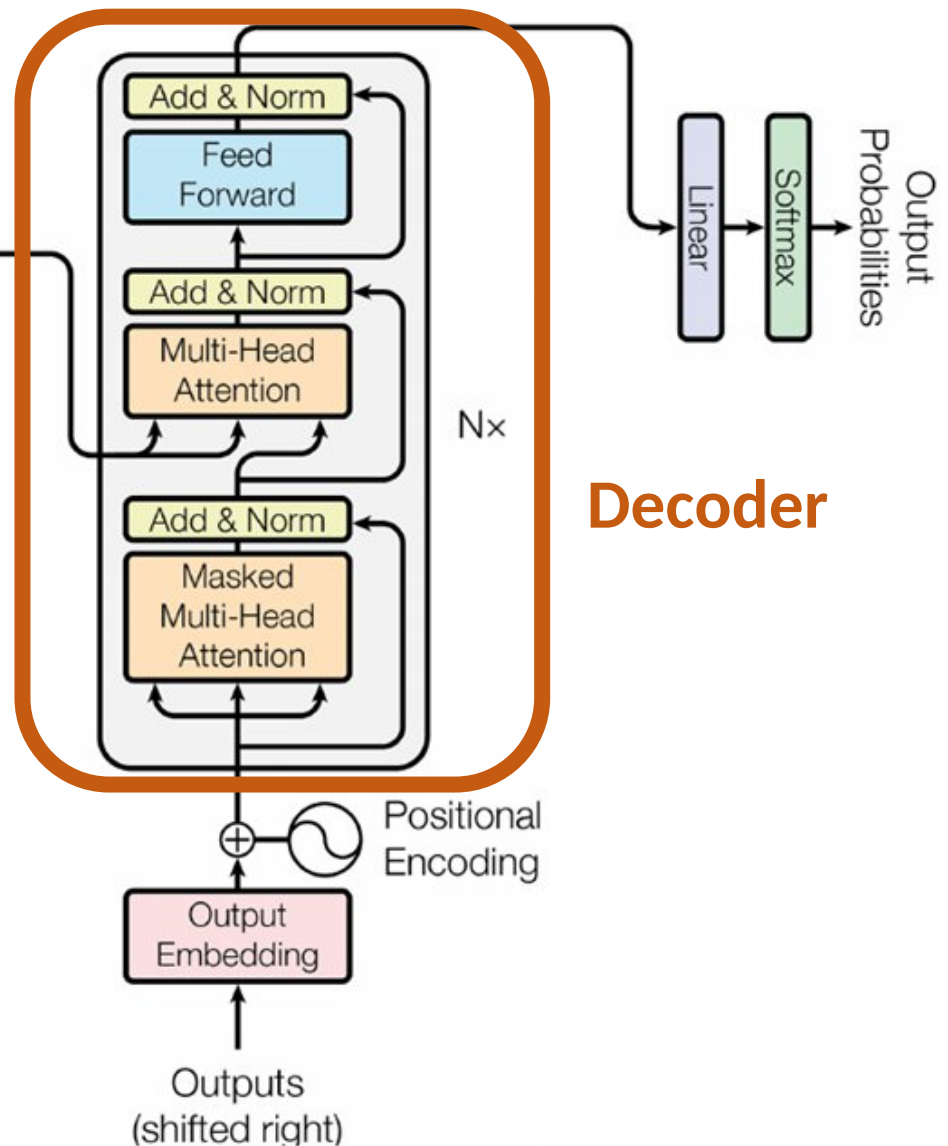 Add & Norm
Feed
Forward
Add & Norm
Multi-Head
Attention
N×
Add & Norm
Masked
Multi-Head
Attention
Positional
Encoding
Output
Embedding
Outputs
(shifted right)
Linear
Softmax
Output
Probabilities
Decoder